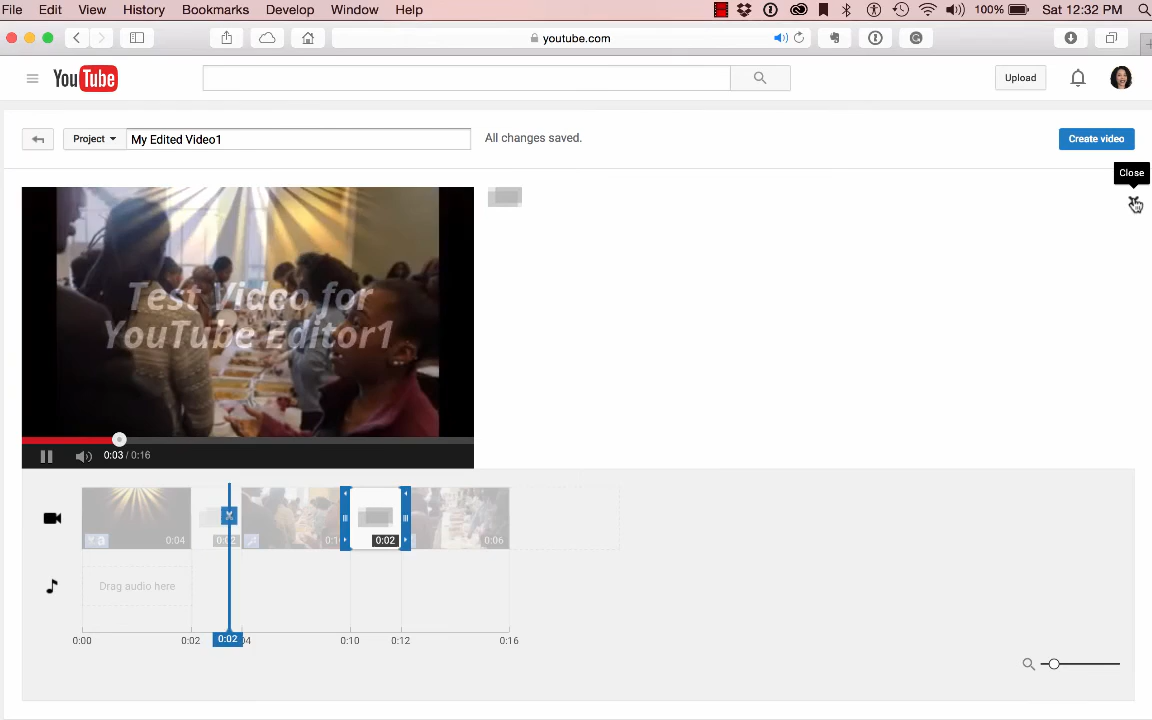 File Edit View History Bookmarks Develop Window Help 100% Sat 12:32 PM
youtube.com
YouTube Upload
Project My Edited Video1 All changes saved. Create video
Close
Test Video for
YouTube Editor1
0:03 / 0:16
0:04 0:02 0:02 0:06
Drag audio here
0:00 0:02 0:02 0:10 0:12 0:16